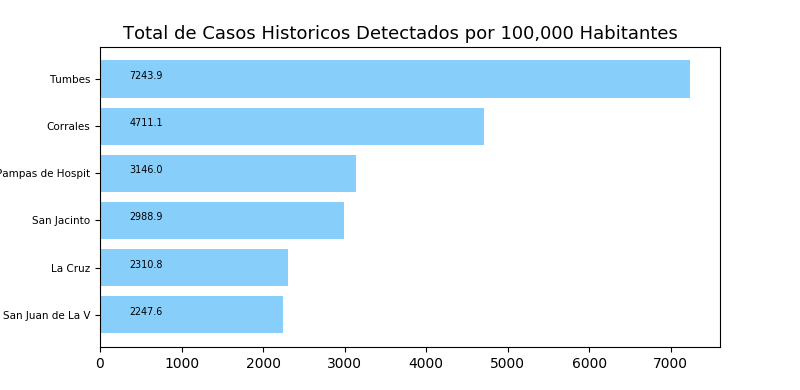 Total de Casos Historicos Detectados por 100,000 Habitantes
Tumbes 7243.9
Corrales 4711.1
Pampas de Hospit 3146.0
San Jacinto 2988.9
La Cruz 2310.8
San Juan de La V 2247.6
0 1000 2000 3000 4000 5000 6000 7000